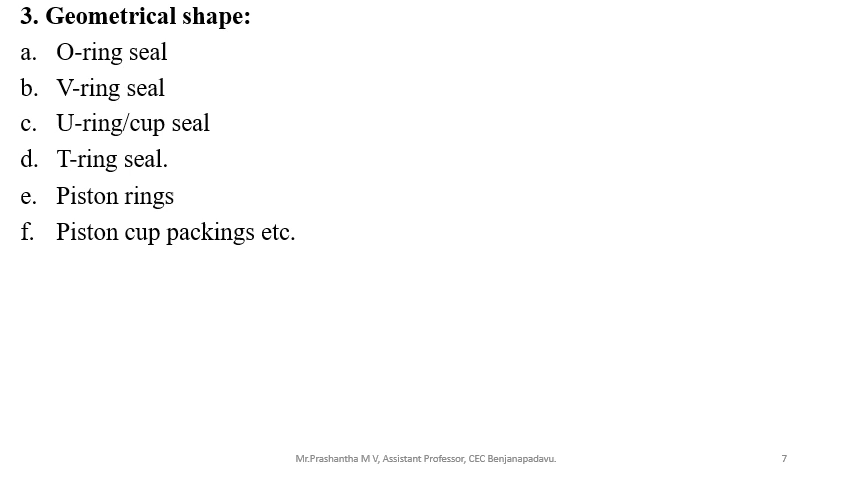 3. Geometrical shape:
a. O-ring seal
b. V-ring seal
c. U-ring/cup seal
d. T-ring seal.
e. Piston rings
f. Piston cup packings etc.
Mr.Prashantha M V, Assistant Professor, CEC Benjanapadavu.
7